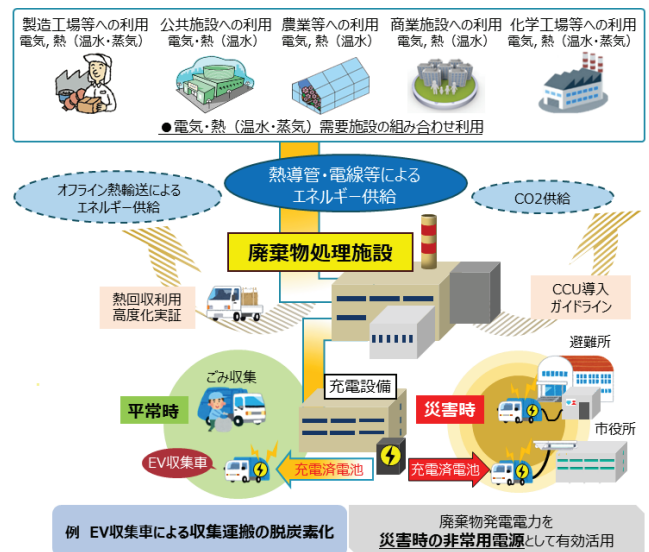 製造工場等への利用
電気, 熱（温水・蒸気）
公共施設への利用
電気・熱（温水）
農業等への利用
電気, 熱（温水）
商業施設への利用
電気, 熱（温水）
化学工場等への利用
電気, 熱（温水・蒸気）
●電気・熱（温水・蒸気）需要施設の組み合わせ利用
オフライン熱輸送による
エネルギー供給
熱導管・電線等による
エネルギー供給
CO2供給
廃棄物処理施設
熱回収利用
高度化実証
CCU導入
ガイドライン
ごみ収集
平常時
EV収集車
充電設備
充電済電池
災害時
充電済電池
避難所
市役所
例 EV収集車による収集運搬の脱炭素化
廃棄物発電電力を
災害時の非常用電源として有効活用